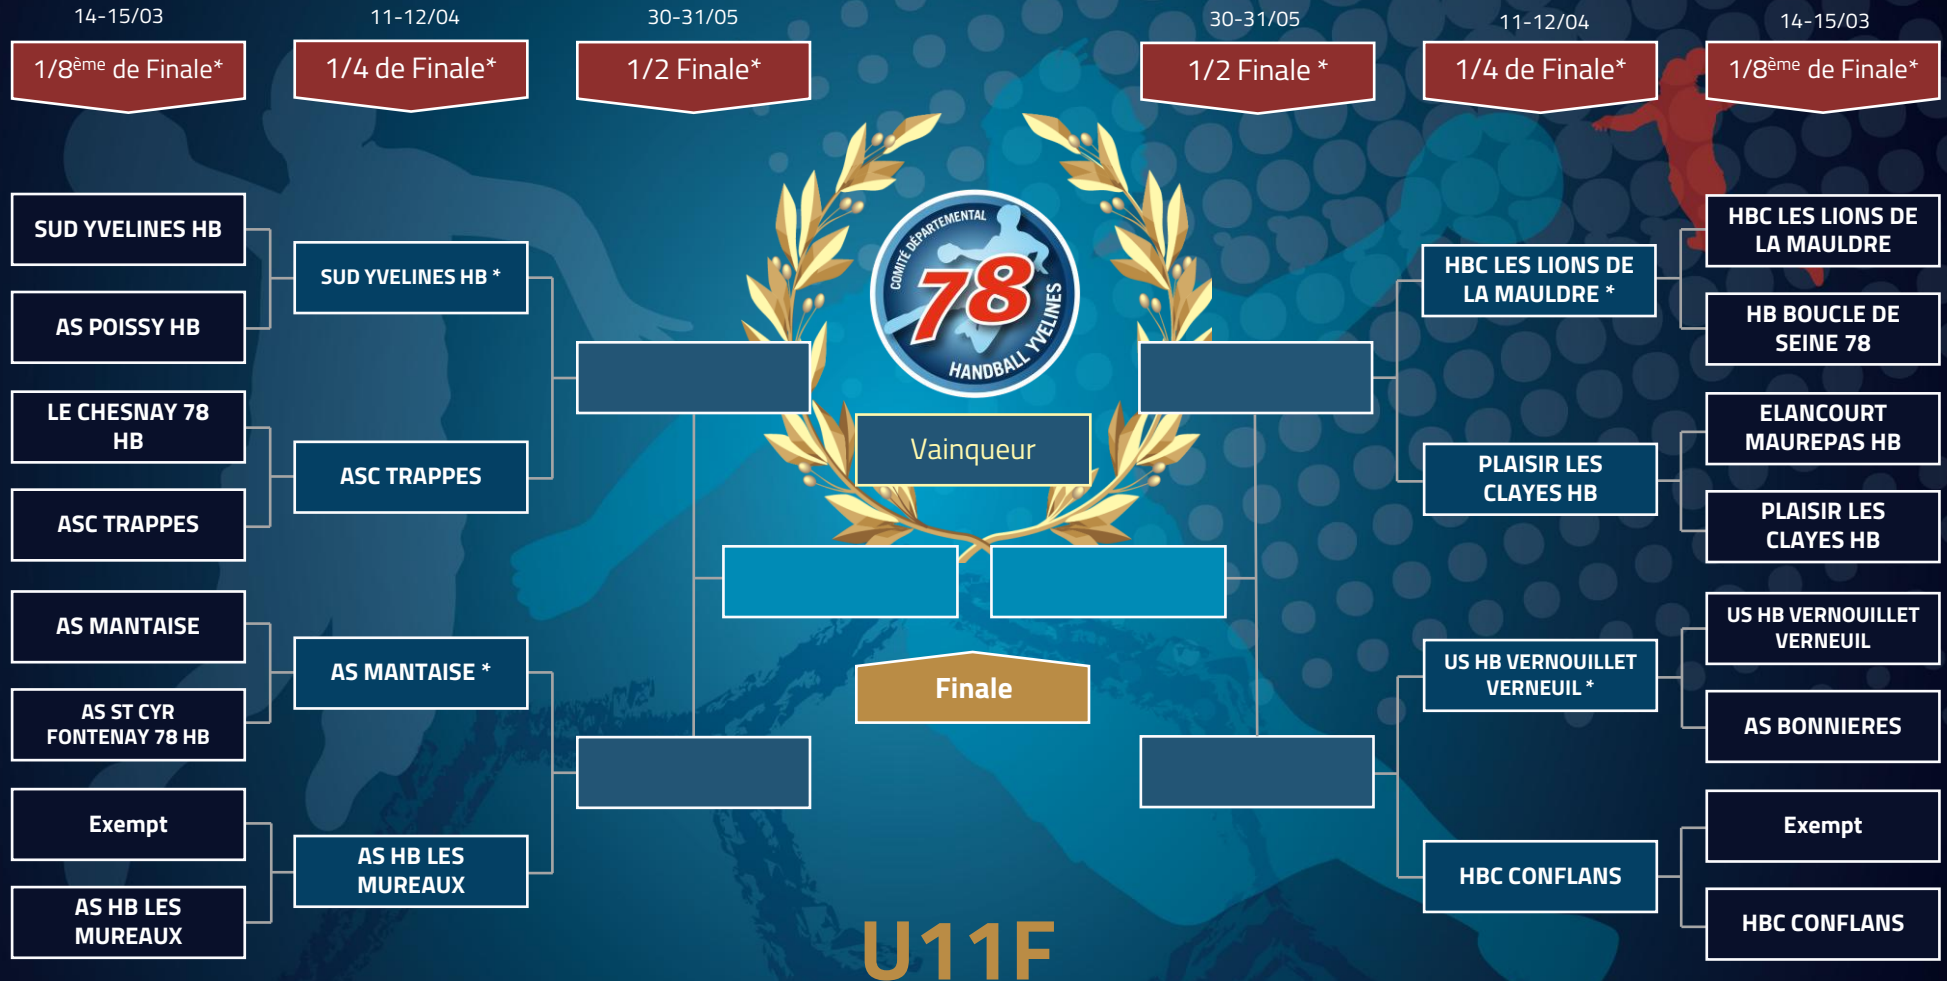 14-15/03
11-12/04
30-31/05
30-31/05
11-12/04
14-15/03
1/8ème de Finale*
1/4 de Finale*
1/2 Finale*
1/2 Finale *
1/4 de Finale*
1/8ème de Finale*
SUD YVELINES HB
AS POISSY HB
LE CHESNAY 78
HB
ASC TRAPPES
AS MANTAISE
AS ST CYR
FONTENAY 78 HB
Exempt
AS HB LES
MUREAUX
SUD YVELINES HB *
ASC TRAPPES
AS MANTAISE *
AS HB LES
MUREAUX
COMITÉ DÉPARTEMENTAL
78
HANDBALL YVELINES
Vainqueur
Finale
U11F
HBC LES LIONS DE
LA MAULDRE *
PLAISIR LES
CLAYES HB
US HB VERNOUILLET
VERNEUIL *
HBC CONFLANS
HBC LES LIONS DE
LA MAULDRE
HB BOUCLE DE
SEINE 78
ELANCOURT
MAUREPAS HB
PLAISIR LES
CLAYES HB
US HB VERNOUILLET
VERNEUIL
AS BONNIERES
Exempt
HBC CONFLANS